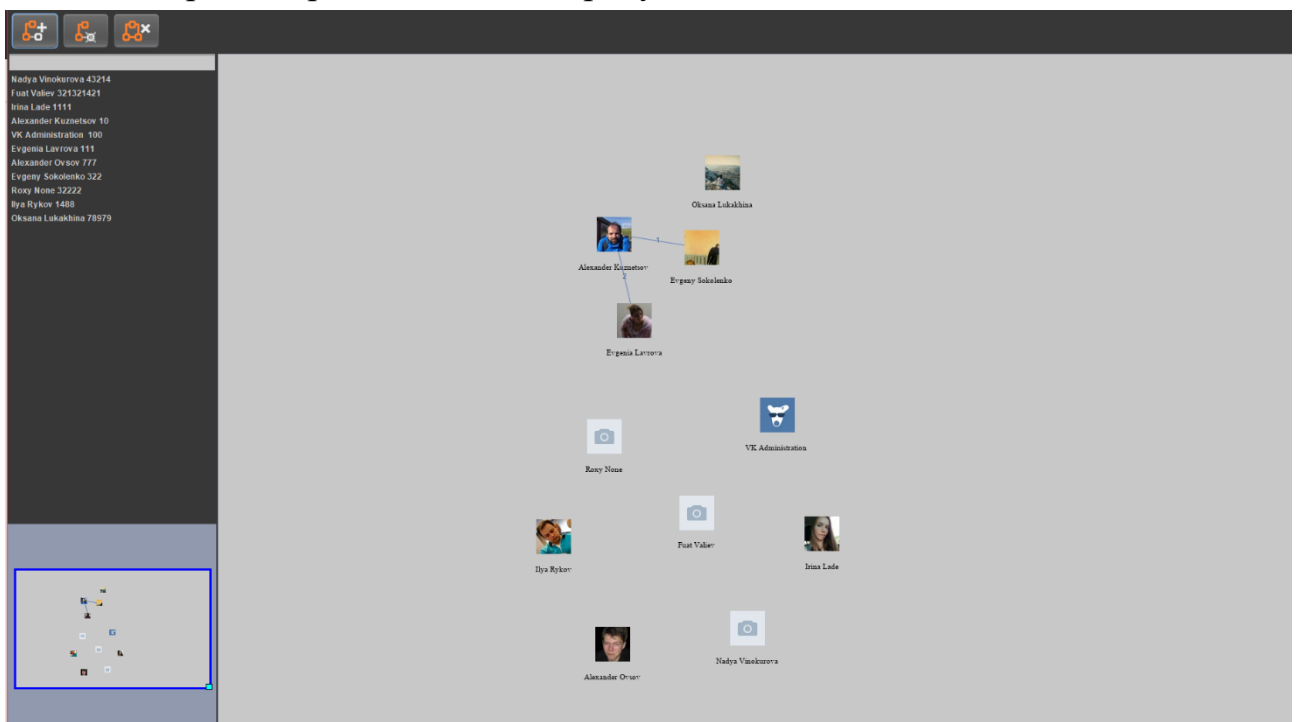 Nadya Vinokurova 43214
Fuat Valiev 321321421
Irina Lade 1111
Alexander Kuznetsov 10
VK Administration 100
Evgenia Lavrova 111
Alexander Ovsov 777
Evgeny Sokolenko 322
Roxy None 32222
Ilya Rykov 1488
Oksana Lukakhina 78979
Oksana Lukakhina
1
Alexander Kuznetsov
2
Evgeny Sokolenko
Evgenia Lavrova
VK Administration
Roxy None
Fuat Valiev
Ilya Rykov
Irina Lade
Nadya Vinokurova
Alexander Ovsov